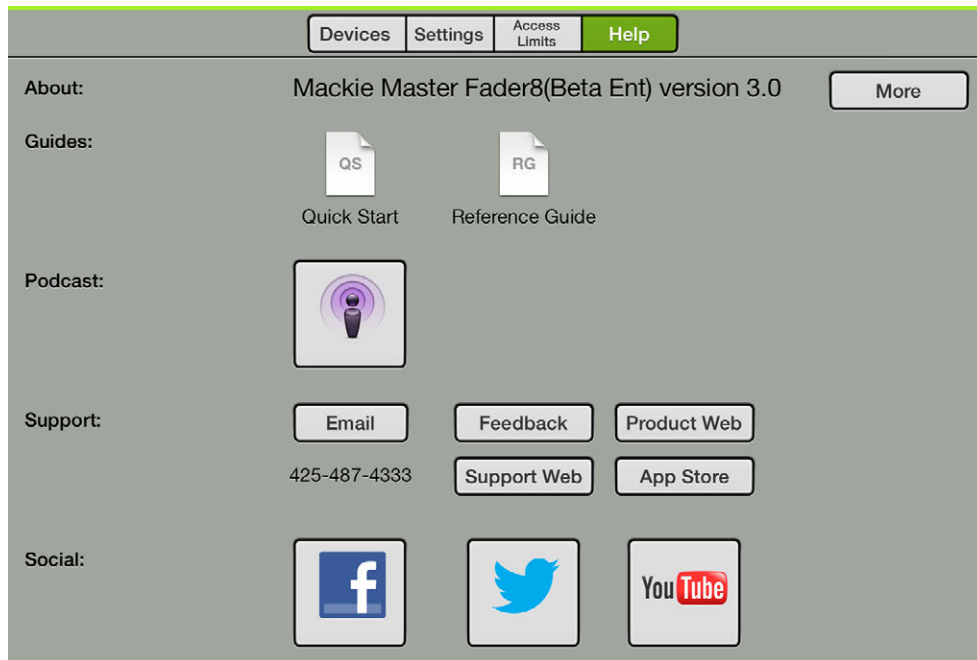 Devices Settings Access Limits Help
About: Mackie Master Fader8(Beta Ent) version 3.0 More
Guides:
QS RG
Quick Start Reference Guide
Podcast:
Support: Email Feedback Product Web
425-487-4333 Support Web App Store
Social: f You Tube